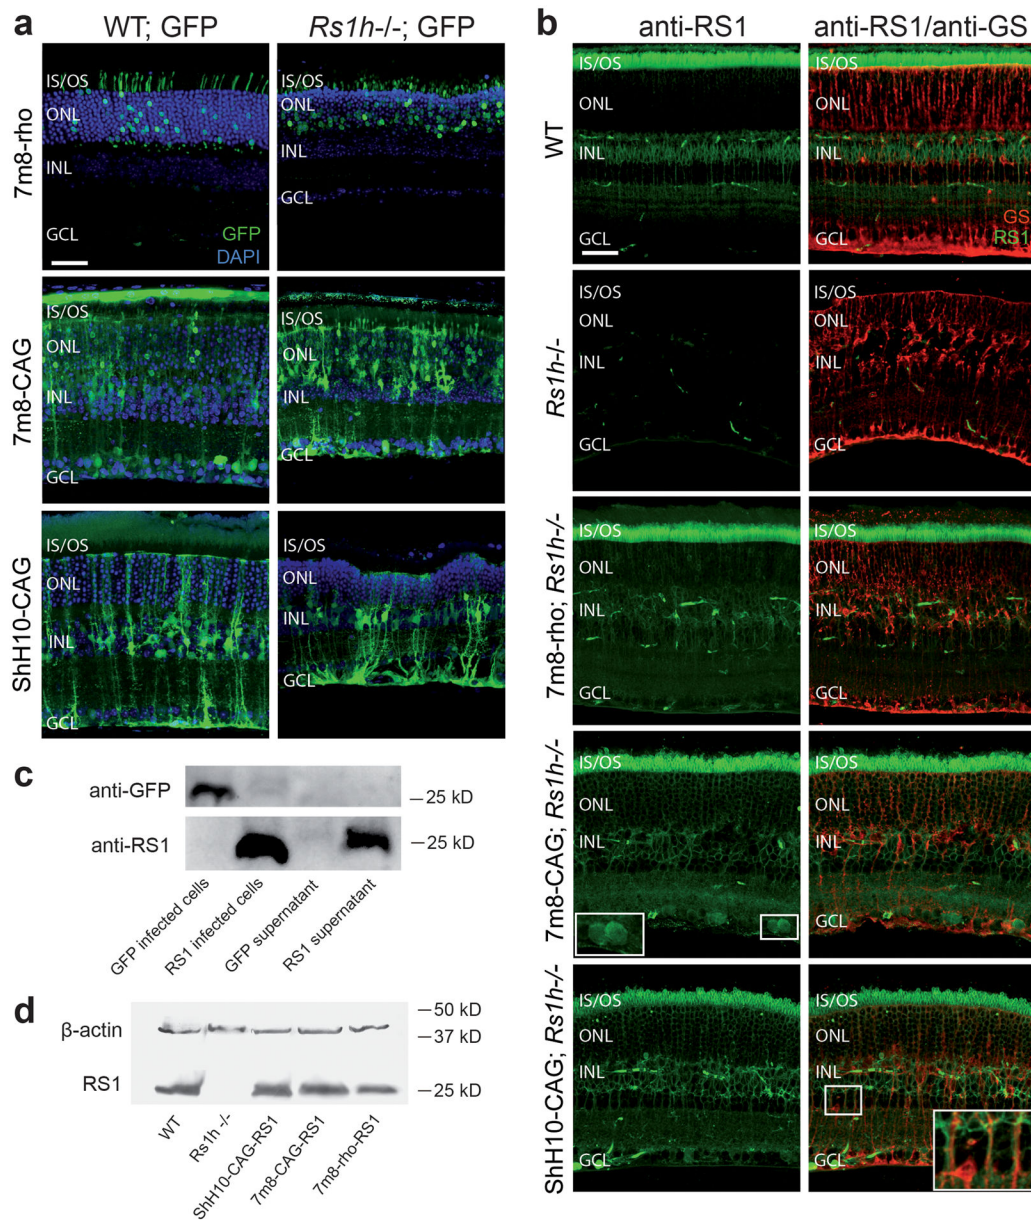 a
WT; GFP
Rs1h-/-; GFP
7m8-rho
IS/OS
ONL
INL
GCL
GFP
DAPI
IS/OS
ONL
INL
GCL
7m8-CAG
IS/OS
ONL
INL
GCL
IS/OS
ONL
INL
GCL
ShH10-CAG
IS/OS
ONL
INL
GCL
IS/OS
ONL
INL
GCL
b
anti-RS1
anti-RS1/anti-GS
WT
IS/OS
ONL
INL
GCL
IS/OS
ONL
INL
GS
RS1
GCL
Rs1h-/-
IS/OS
ONL
INL
GCL
IS/OS
ONL
INL
GCL
7m8-rho; Rs1h-/-
IS/OS
ONL
INL
GCL
IS/OS
ONL
INL
GCL
7m8-CAG; Rs1h-/-
IS/OS
ONL
INL
GCL
IS/OS
ONL
INL
GCL
ShH10-CAG; Rs1h-/-
IS/OS
ONL
INL
GCL
IS/OS
ONL
INL
GCL
c
anti-GFP
25 kD
anti-RS1
25 kD
GFP infected cells
RS1 infected cells
GFP supernatant
RS1 supernatant
d
β-actin
50 kD
37 kD
RS1
25 kD
WT
Rs1h -/-
ShH10-CAG-RS1
7m8-CAG-RS1
7m8-rho-RS1